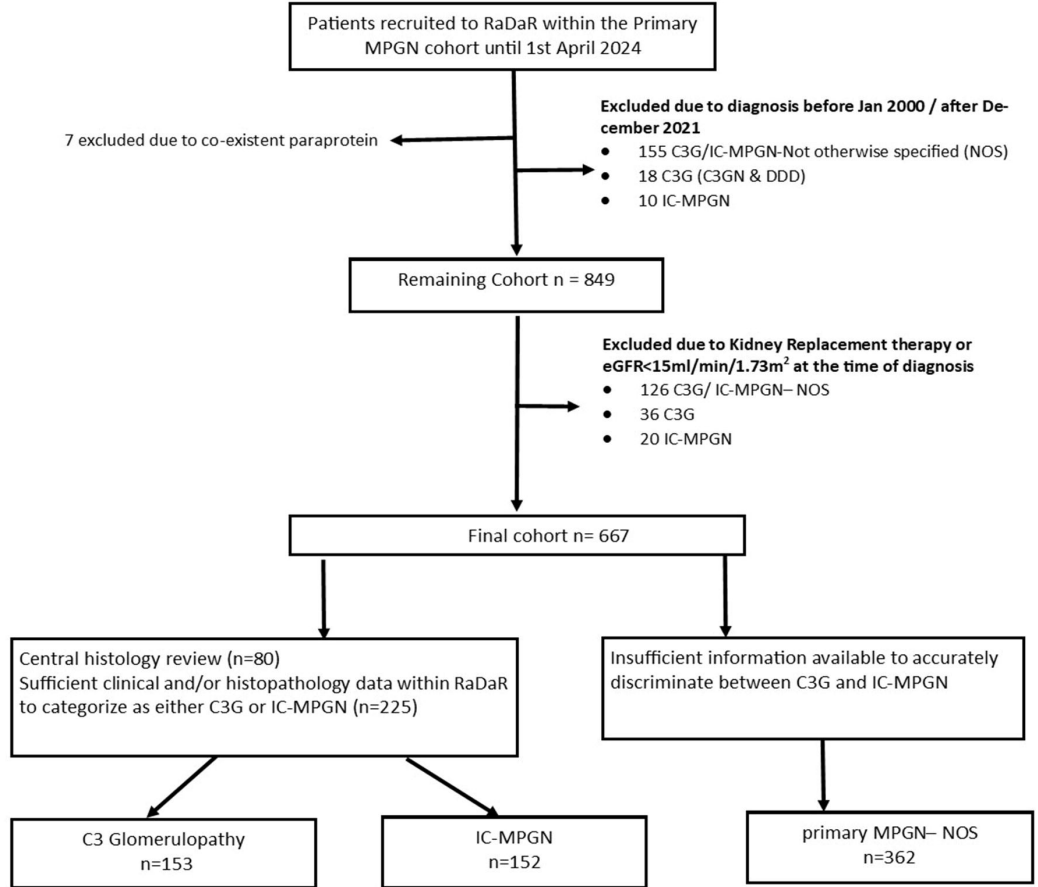 Patients recruited to RaDaR within the Primary
MPGN cohort until 1st April 2024
7 excluded due to co-existent paraprotein
Excluded due to diagnosis before Jan 2000 / after De-
cember 2021
• 155 C3G/IC-MPGN-Not otherwise specified (NOS)
• 18 C3G (C3GN & DDD)
• 10 IC-MPGN
Remaining Cohort n = 849
Excluded due to Kidney Replacement therapy or
eGFR<15ml/min/1.73m² at the time of diagnosis
• 126 C3G/ IC-MPGN– NOS
• 36 C3G
• 20 IC-MPGN
Final cohort n= 667
Central histology review (n=80)
Sufficient clinical and/or histopathology data within RaDaR
to categorize as either C3G or IC-MPGN (n=225)
Insufficient information available to accurately
discriminate between C3G and IC-MPGN
C3 Glomerulopathy
n=153
IC-MPGN
n=152
primary MPGN– NOS
n=362